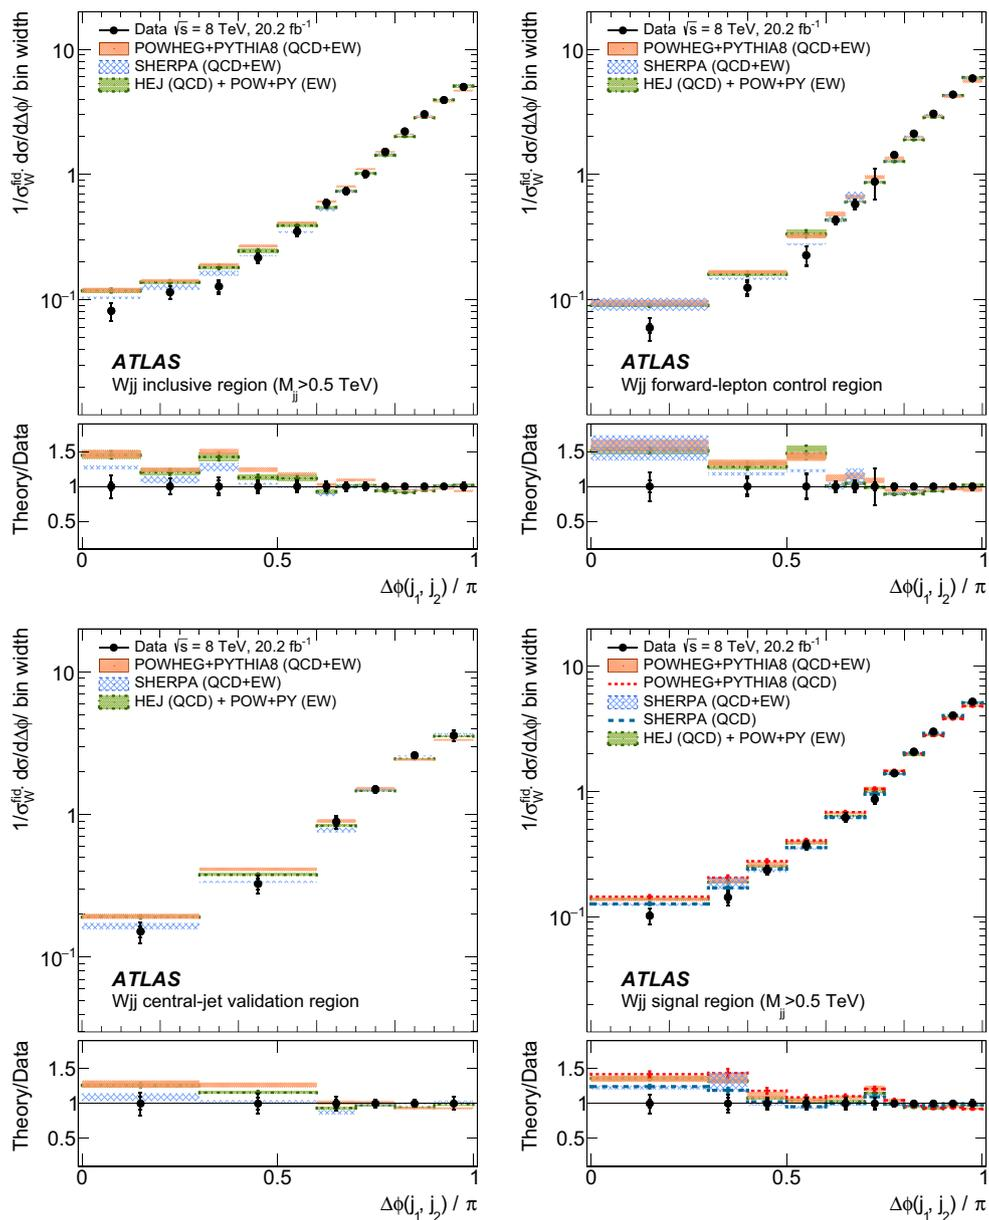 1/σ_W^fid. dσ/dΔϕ/ bin width
10
1
10⁻¹
Data √s = 8 TeV, 20.2 fb⁻¹
POWHEG+PYTHIA8 (QCD+EW)
SHERPA (QCD+EW)
HEJ (QCD) + POW+PY (EW)
ATLAS
Wjj inclusive region (M_jj>0.5 TeV)
Theory/Data
1.5
1
0.5
0 0.5 1
Δϕ(j₁, j₂) / π
1/σ_W^fid. dσ/dΔϕ/ bin width
10
1
10⁻¹
Data √s = 8 TeV, 20.2 fb⁻¹
POWHEG+PYTHIA8 (QCD+EW)
SHERPA (QCD+EW)
HEJ (QCD) + POW+PY (EW)
ATLAS
Wjj forward-lepton control region
Theory/Data
1.5
1
0.5
0 0.5 1
Δϕ(j₁, j₂) / π
1/σ_W^fid. dσ/dΔϕ/ bin width
10
1
10⁻¹
Data √s = 8 TeV, 20.2 fb⁻¹
POWHEG+PYTHIA8 (QCD+EW)
SHERPA (QCD+EW)
HEJ (QCD) + POW+PY (EW)
ATLAS
Wjj central-jet validation region
Theory/Data
1.5
1
0.5
0 0.5 1
Δϕ(j₁, j₂) / π
1/σ_W^fid. dσ/dΔϕ/ bin width
10
1
10⁻¹
Data √s = 8 TeV, 20.2 fb⁻¹
POWHEG+PYTHIA8 (QCD+EW)
POWHEG+PYTHIA8 (QCD)
SHERPA (QCD+EW)
SHERPA (QCD)
HEJ (QCD) + POW+PY (EW)
ATLAS
Wjj signal region (M_jj>0.5 TeV)
Theory/Data
1.5
1
0.5
0 0.5 1
Δϕ(j₁, j₂) / π